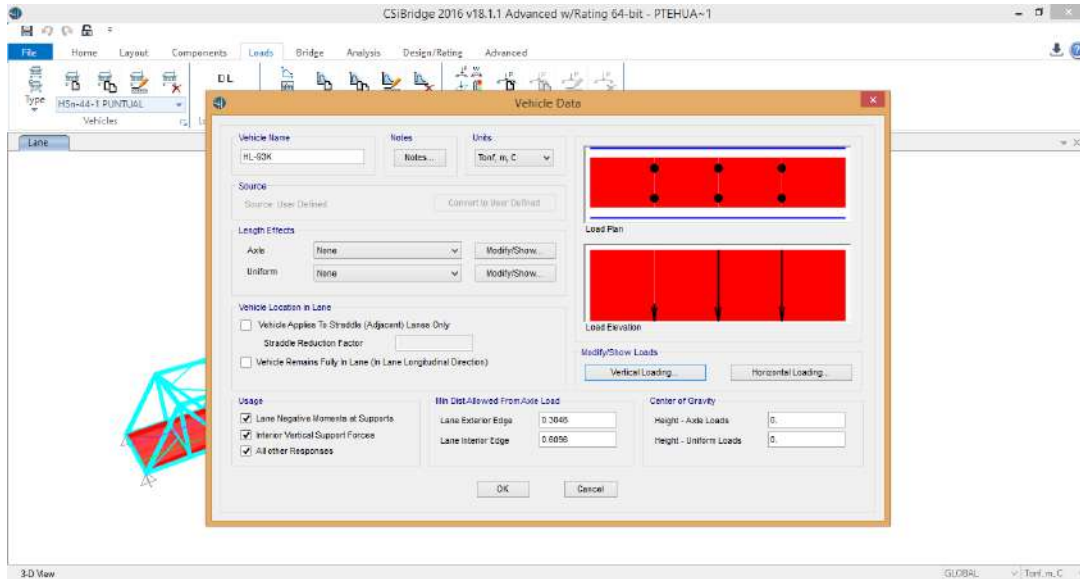 CSiBridge 2016 v18.1.1 Advanced w/Rating 64-bit - PTEHUA~1
File Home Layout Components Loads Bridge Analysis Design/Rating Advanced
Type
HSn-44-1 PUNTUAL
DL
Vehicles
Lane
Vehicle Data
Vehicle Name
HL-93K
Notes
Notes...
Units
Tonf, m, C
Source
Source: User Defined
Convert to User Defined
Length Effects
Axle None Modify/Show...
Uniform None Modify/Show...
Vehicle Location in Lane
Vehicle Applies To Straddle (Adjacent) Lanes Only
Straddle Reduction Factor
Vehicle Remains Fully In Lane (In Lane Longitudinal Direction)
Usage
Lane Negative Moments at Supports
Interior Vertical Support Forces
All other Responses
Min Dist Allowed From Axle Load
Lane Exterior Edge 0.3048
Lane Interior Edge 0.6096
Load Plan
Load Elevation
Modify/Show Loads
Vertical Loading...
Horizontal Loading...
Center of Gravity
Height - Axle Loads 0.
Height - Uniform Loads 0.
OK
Cancel
3-D View
GLOBAL
Tonf, m, C